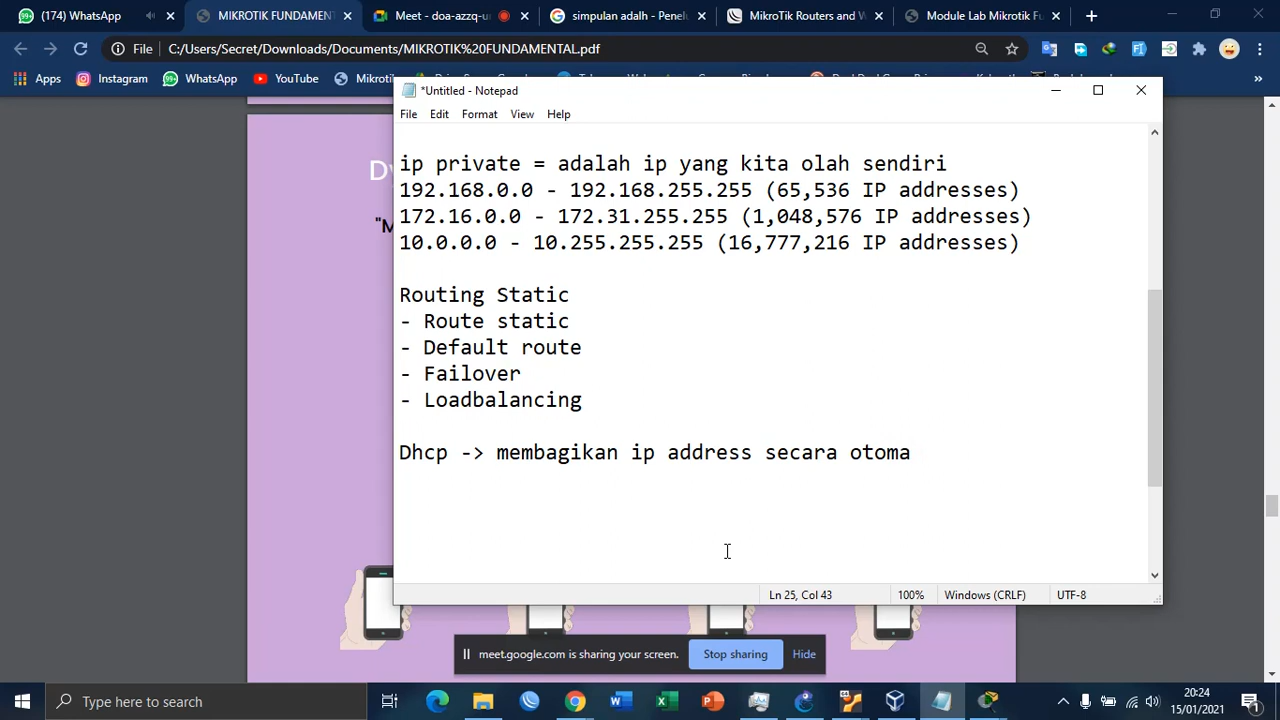 (174) WhatsApp
MIKROTIK FUNDAMEN
Meet - doa-azzq-u
simpulan adalh - Penel
MikroTik Routers and W
Module Lab Mikrotik F
File
C:/Users/Secret/Downloads/Documents/MIKROTIK%20FUNDAMENTAL.pdf
Apps
Instagram
WhatsApp
YouTube
Mikroti
*Untitled - Notepad
File Edit Format View Help
ip private = adalah ip yang kita olah sendiri
192.168.0.0 - 192.168.255.255 (65,536 IP addresses)
172.16.0.0 - 172.31.255.255 (1,048,576 IP addresses)
10.0.0.0 - 10.255.255.255 (16,777,216 IP addresses)
Routing Static
- Route static
- Default route
- Failover
- Loadbalancing
Dhcp -> membagikan ip address secara otoma
Ln 25, Col 43
100%
Windows (CRLF)
UTF-8
D
"M
meet.google.com is sharing your screen.
Stop sharing
Hide
Type here to search
20:24
15/01/2021